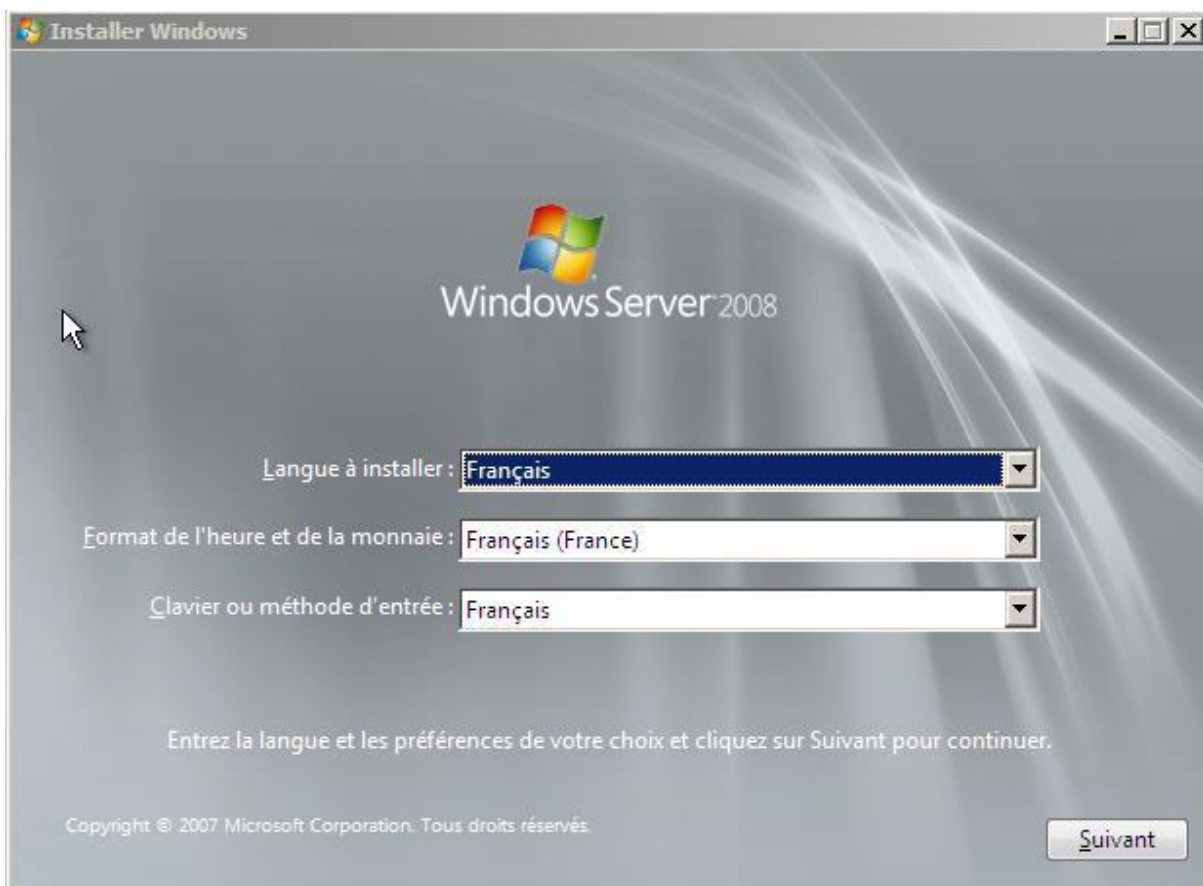 Installer Windows
Windows Server 2008
Langue à installer : Français
Format de l'heure et de la monnaie : Français (France)
Clavier ou méthode d'entrée : Français
Entrez la langue et les préférences de votre choix et cliquez sur Suivant pour continuer.
Copyright © 2007 Microsoft Corporation. Tous droits réservés.
Suivant